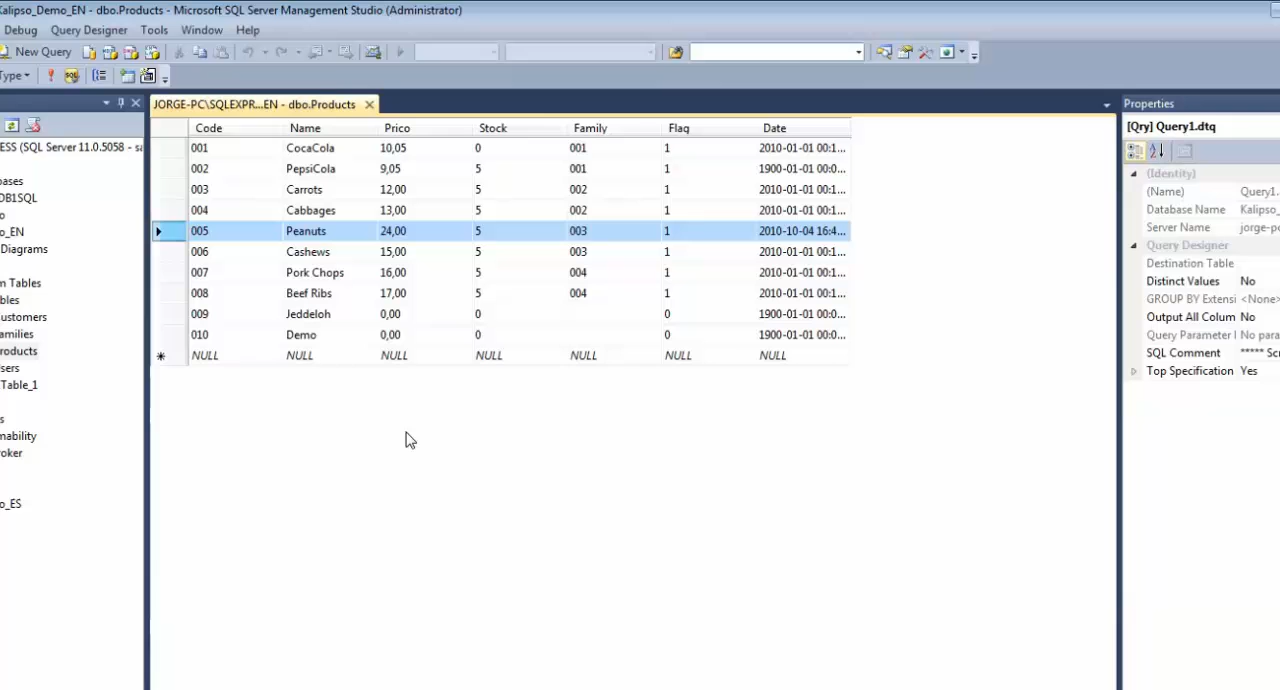 Kalipso_Demo_EN - dbo.Products - Microsoft SQL Server Management Studio (Administrator)
Debug Query Designer Tools Window Help
New Query
Type
JORGE-PC\SQLEXPR...EN - dbo.Products
Properties
ESS (SQL Server 11.0.5058 - sa
bases
DB1SQL
o
o_EN
Diagrams
m Tables
bles
ustomers
amilies
roducts
sers
Table_1
s
mability
roker
o_ES
Code Name Price Stock Family Flag Date
001 CocaCola 10,05 0 001 1 2010-01-01 00:1...
002 PepsiCola 9,05 5 001 1 1900-01-01 00:0...
003 Carrots 12,00 5 002 1 2010-01-01 00:1...
004 Cabbages 13,00 5 002 1 2010-01-01 00:1...
005 Peanuts 24,00 5 003 1 2010-10-04 16:4...
006 Cashews 15,00 5 003 1 2010-01-01 00:1...
007 Pork Chops 16,00 5 004 1 2010-01-01 00:1...
008 Beef Ribs 17,00 5 004 1 2010-01-01 00:1...
009 Jeddeloh 0,00 0 0 1900-01-01 00:0...
010 Demo 0,00 0 0 1900-01-01 00:0...
NULL NULL NULL NULL NULL NULL NULL
[Qry] Query1.dtq
(Identity)
(Name) Query1.
Database Name Kalipso_
Server Name jorge-pc
Query Designer
Destination Table
Distinct Values No
GROUP BY Extensi <None>
Output All Colum No
Query Parameter No para
SQL Comment ***** Scr
Top Specification Yes